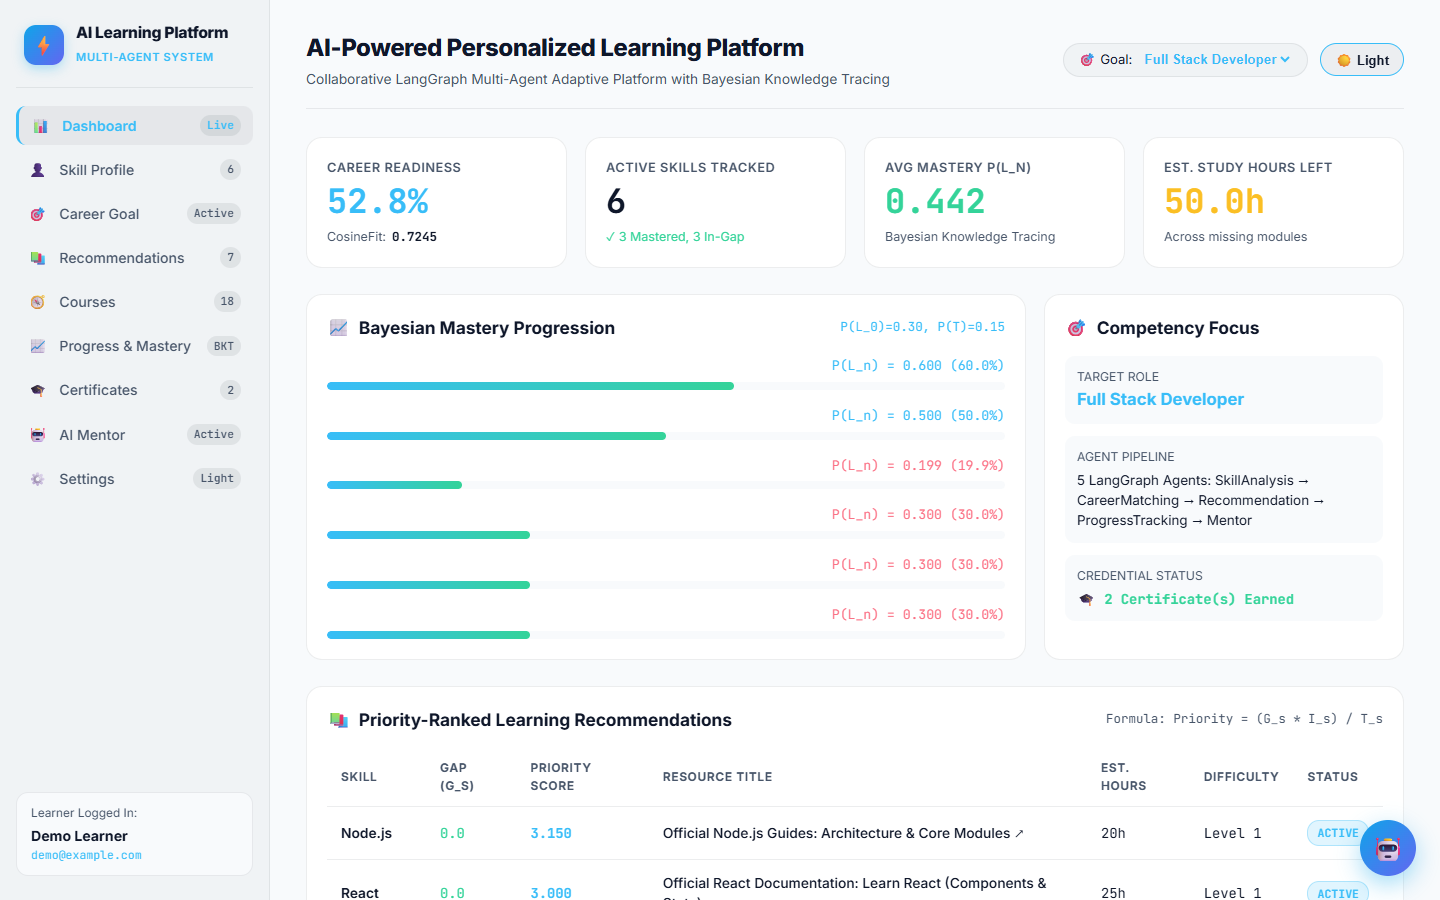 AI Learning Platform
MULTI-AGENT SYSTEM
Dashboard Live
Skill Profile 6
Career Goal Active
Recommendations 7
Courses 18
Progress & Mastery BKT
Certificates 2
AI Mentor Active
Settings Light
Learner Logged In:
Demo Learner
demo@example.com
AI-Powered Personalized Learning Platform
Collaborative LangGraph Multi-Agent Adaptive Platform with Bayesian Knowledge Tracing
Goal: Full Stack Developer
Light
CAREER READINESS
52.8%
CosineFit: 0.7245
ACTIVE SKILLS TRACKED
6
✓ 3 Mastered, 3 In-Gap
AVG MASTERY P(L_N)
0.442
Bayesian Knowledge Tracing
EST. STUDY HOURS LEFT
50.0h
Across missing modules
Bayesian Mastery Progression
P(L_0)=0.30, P(T)=0.15
P(L_n) = 0.600 (60.0%)
P(L_n) = 0.500 (50.0%)
P(L_n) = 0.199 (19.9%)
P(L_n) = 0.300 (30.0%)
P(L_n) = 0.300 (30.0%)
P(L_n) = 0.300 (30.0%)
Competency Focus
TARGET ROLE
Full Stack Developer
AGENT PIPELINE
5 LangGraph Agents: SkillAnalysis →
CareerMatching → Recommendation →
ProgressTracking → Mentor
CREDENTIAL STATUS
2 Certificate(s) Earned
Priority-Ranked Learning Recommendations
Formula: Priority = (G_s * I_s) / T_s
SKILL GAP (G_S) PRIORITY SCORE RESOURCE TITLE EST. HOURS DIFFICULTY STATUS
Node.js 0.0 3.150 Official Node.js Guides: Architecture & Core Modules ↗ 20h Level 1 ACTIVE
React 0.0 3.000 Official React Documentation: Learn React (Components & 25h Level 1 ACTIVE